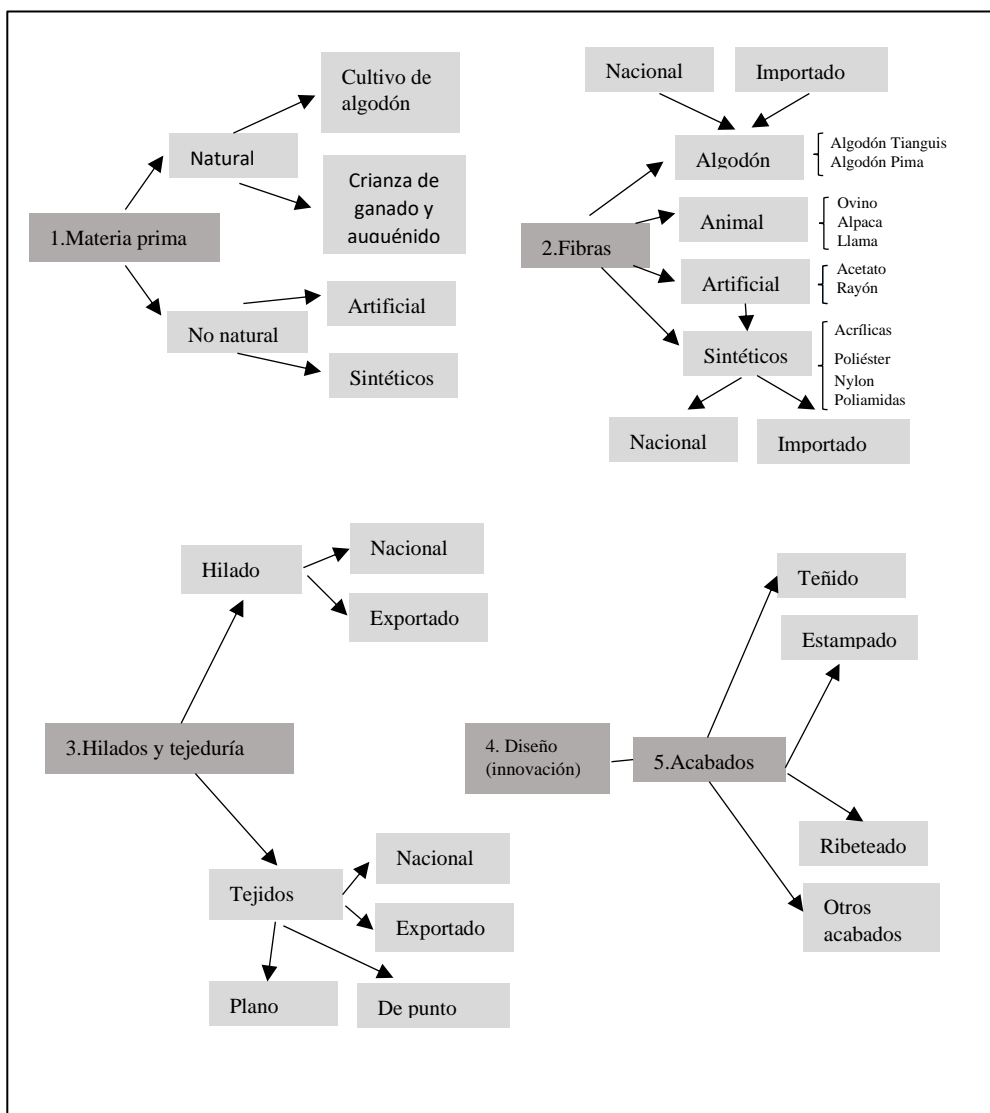 Cultivo de
algodón
Natural
Crianza de
ganado y
auquénido
1.Materia prima
Artificial
No natural
Sintéticos
Nacional
Importado
Algodón
Algodón Tianguis
Algodón Pima
Animal
Ovino
Alpaca
Llama
2.Fibras
Artificial
Acetato
Rayón
Sintéticos
Acrílicas
Poliéster
Nylon
Poliamidas
Nacional
Importado
Hilado
Nacional
Exportado
3.Hilados y tejeduría
Tejidos
Nacional
Exportado
Plano
De punto
Teñido
Estampado
4. Diseño
(innovación)
5.Acabados
Ribeteado
Otros
acabados